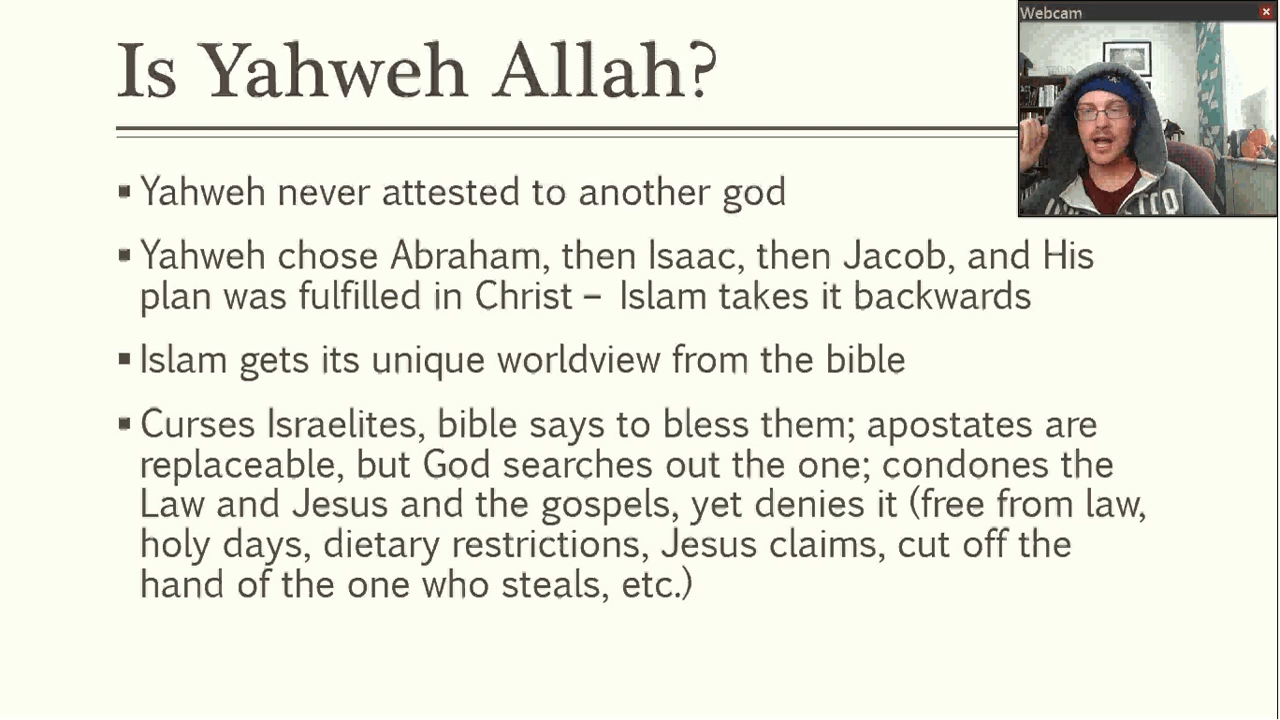 Webcam
Is Yahweh Allah?
▪ Yahweh never attested to another god
▪ Yahweh chose Abraham, then Isaac, then Jacob, and His
plan was fulfilled in Christ – Islam takes it backwards
▪ Islam gets its unique worldview from the bible
▪ Curses Israelites, bible says to bless them; apostates are
replaceable, but God searches out the one; condones the
Law and Jesus and the gospels, yet denies it (free from law,
holy days, dietary restrictions, Jesus claims, cut off the
hand of the one who steals, etc.)